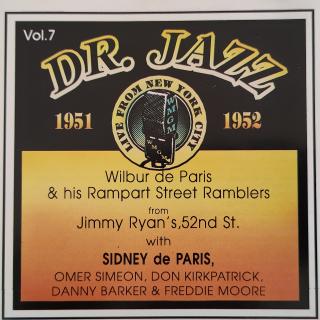 Vol.7
DR. JAZZ
1951
1952
LIVE FROM NEW YORK CITY
WMGM
WMGM
Wilbur de Paris
& his Rampart Street Ramblers
from
Jimmy Ryan's,52nd St.
with
SIDNEY de PARIS,
OMER SIMEON, DON KIRKPATRICK,
DANNY BARKER & FREDDIE MOORE